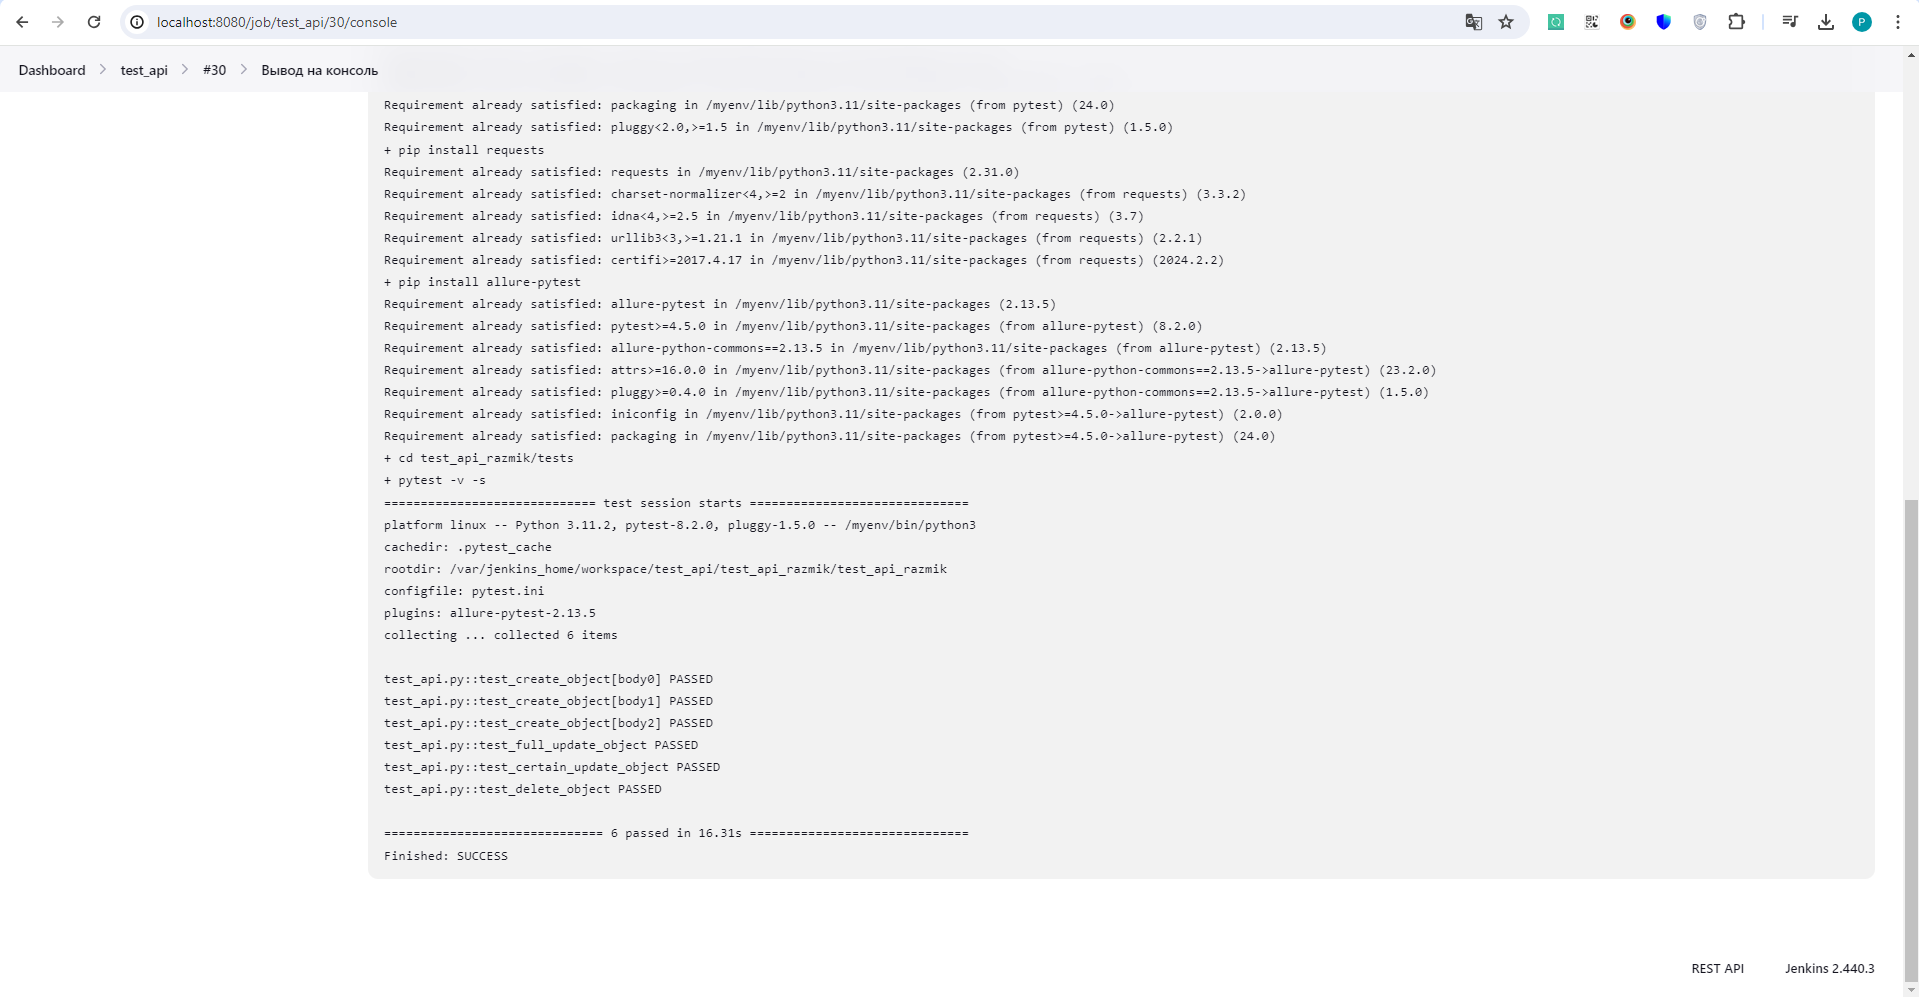 localhost:8080/job/test_api/30/console
P
Dashboard > test_api > #30 > Вывод на консоль
Requirement already satisfied: packaging in /myenv/lib/python3.11/site-packages (from pytest) (24.0)
Requirement already satisfied: pluggy<2.0,>=1.5 in /myenv/lib/python3.11/site-packages (from pytest) (1.5.0)
+ pip install requests
Requirement already satisfied: requests in /myenv/lib/python3.11/site-packages (2.31.0)
Requirement already satisfied: charset-normalizer<4,>=2 in /myenv/lib/python3.11/site-packages (from requests) (3.3.2)
Requirement already satisfied: idna<4,>=2.5 in /myenv/lib/python3.11/site-packages (from requests) (3.7)
Requirement already satisfied: urllib3<3,>=1.21.1 in /myenv/lib/python3.11/site-packages (from requests) (2.2.1)
Requirement already satisfied: certifi>=2017.4.17 in /myenv/lib/python3.11/site-packages (from requests) (2024.2.2)
+ pip install allure-pytest
Requirement already satisfied: allure-pytest in /myenv/lib/python3.11/site-packages (2.13.5)
Requirement already satisfied: pytest>=4.5.0 in /myenv/lib/python3.11/site-packages (from allure-pytest) (8.2.0)
Requirement already satisfied: allure-python-commons==2.13.5 in /myenv/lib/python3.11/site-packages (from allure-pytest) (2.13.5)
Requirement already satisfied: attrs>=16.0.0 in /myenv/lib/python3.11/site-packages (from allure-python-commons==2.13.5->allure-pytest) (23.2.0)
Requirement already satisfied: pluggy>=0.4.0 in /myenv/lib/python3.11/site-packages (from allure-python-commons==2.13.5->allure-pytest) (1.5.0)
Requirement already satisfied: iniconfig in /myenv/lib/python3.11/site-packages (from pytest>=4.5.0->allure-pytest) (2.0.0)
Requirement already satisfied: packaging in /myenv/lib/python3.11/site-packages (from pytest>=4.5.0->allure-pytest) (24.0)
+ cd test_api_razmik/tests
+ pytest -v -s
============================= test session starts ==============================
platform linux -- Python 3.11.2, pytest-8.2.0, pluggy-1.5.0 -- /myenv/bin/python3
cachedir: .pytest_cache
rootdir: /var/jenkins_home/workspace/test_api/test_api_razmik/test_api_razmik
configfile: pytest.ini
plugins: allure-pytest-2.13.5
collecting ... collected 6 items
test_api.py::test_create_object[body0] PASSED
test_api.py::test_create_object[body1] PASSED
test_api.py::test_create_object[body2] PASSED
test_api.py::test_full_update_object PASSED
test_api.py::test_certain_update_object PASSED
test_api.py::test_delete_object PASSED
============================== 6 passed in 16.31s ==============================
Finished: SUCCESS
REST API Jenkins 2.440.3